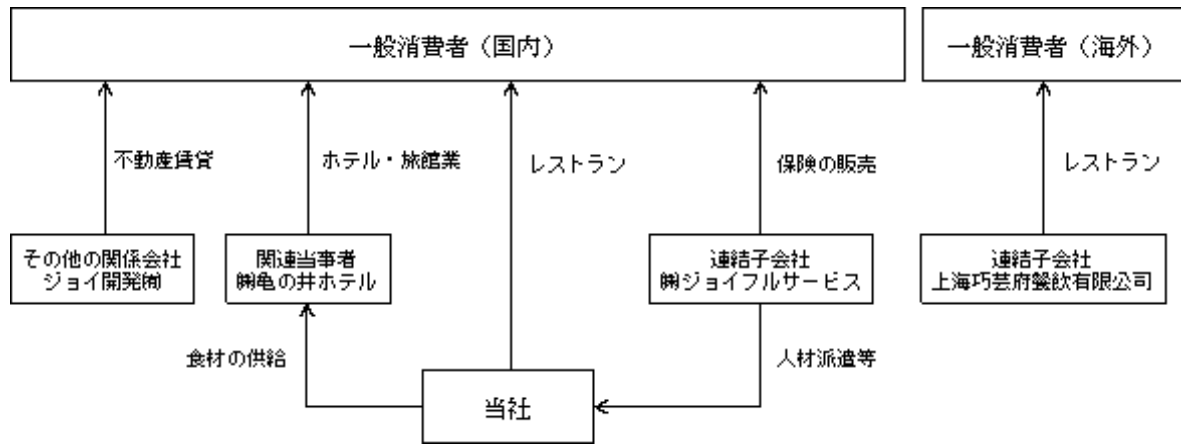 一般消費者（国内）
一般消費者（海外）
不動産賃貸
ホテル・旅館業
レストラン
保険の販売
レストラン
その他の関係会社
ジョイ開発㈲
関連当事者
㈱亀の井ホテル
連結子会社
㈱ジョイフルサービス
連結子会社
上海巧芸府餐飲有限公司
食材の供給
人材派遣等
当社